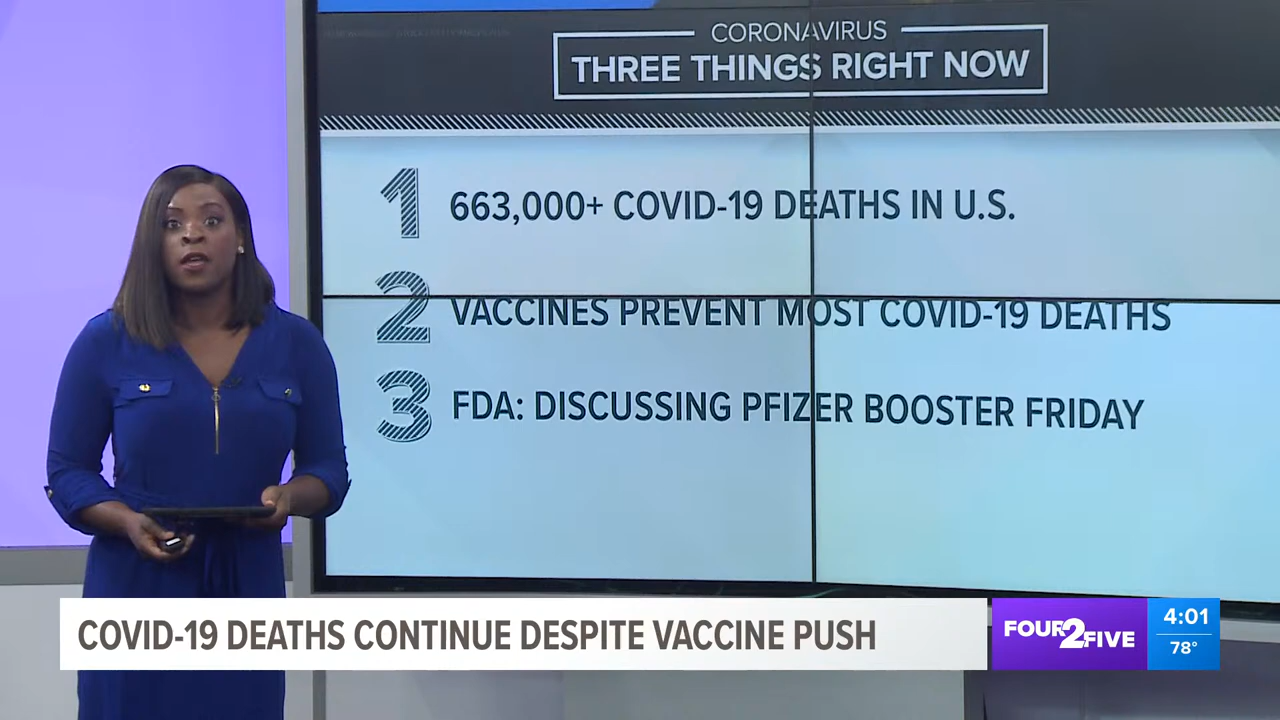 CORONAVIRUS
THREE THINGS RIGHT NOW
1 663,000+ COVID-19 DEATHS IN U.S.
2 VACCINES PREVENT MOST COVID-19 DEATHS
3 FDA: DISCUSSING PFIZER BOOSTER FRIDAY
COVID-19 DEATHS CONTINUE DESPITE VACCINE PUSH
FOUR2FIVE
4:01
78°